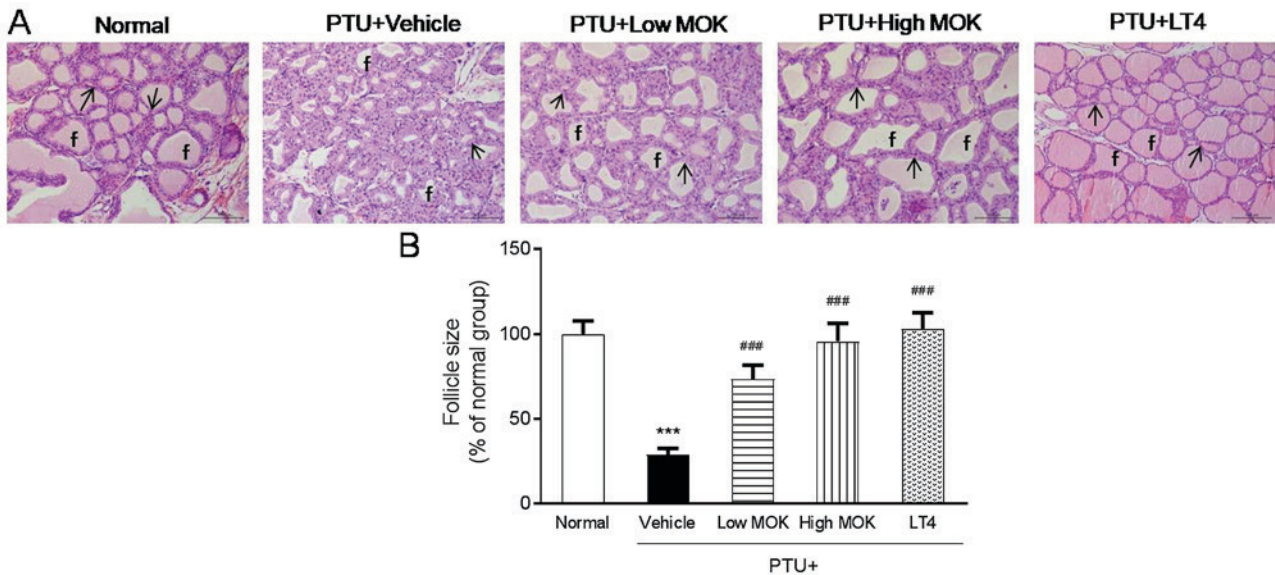 A
Normal
PTU+Vehicle
PTU+Low MOK
PTU+High MOK
PTU+LT4
f
f
f
f
f
f
f
f
f
f
B
Follicle size
(% of normal group)
150
100
50
0
***
###
###
###
Normal
Vehicle
Low MOK
High MOK
LT4
PTU+